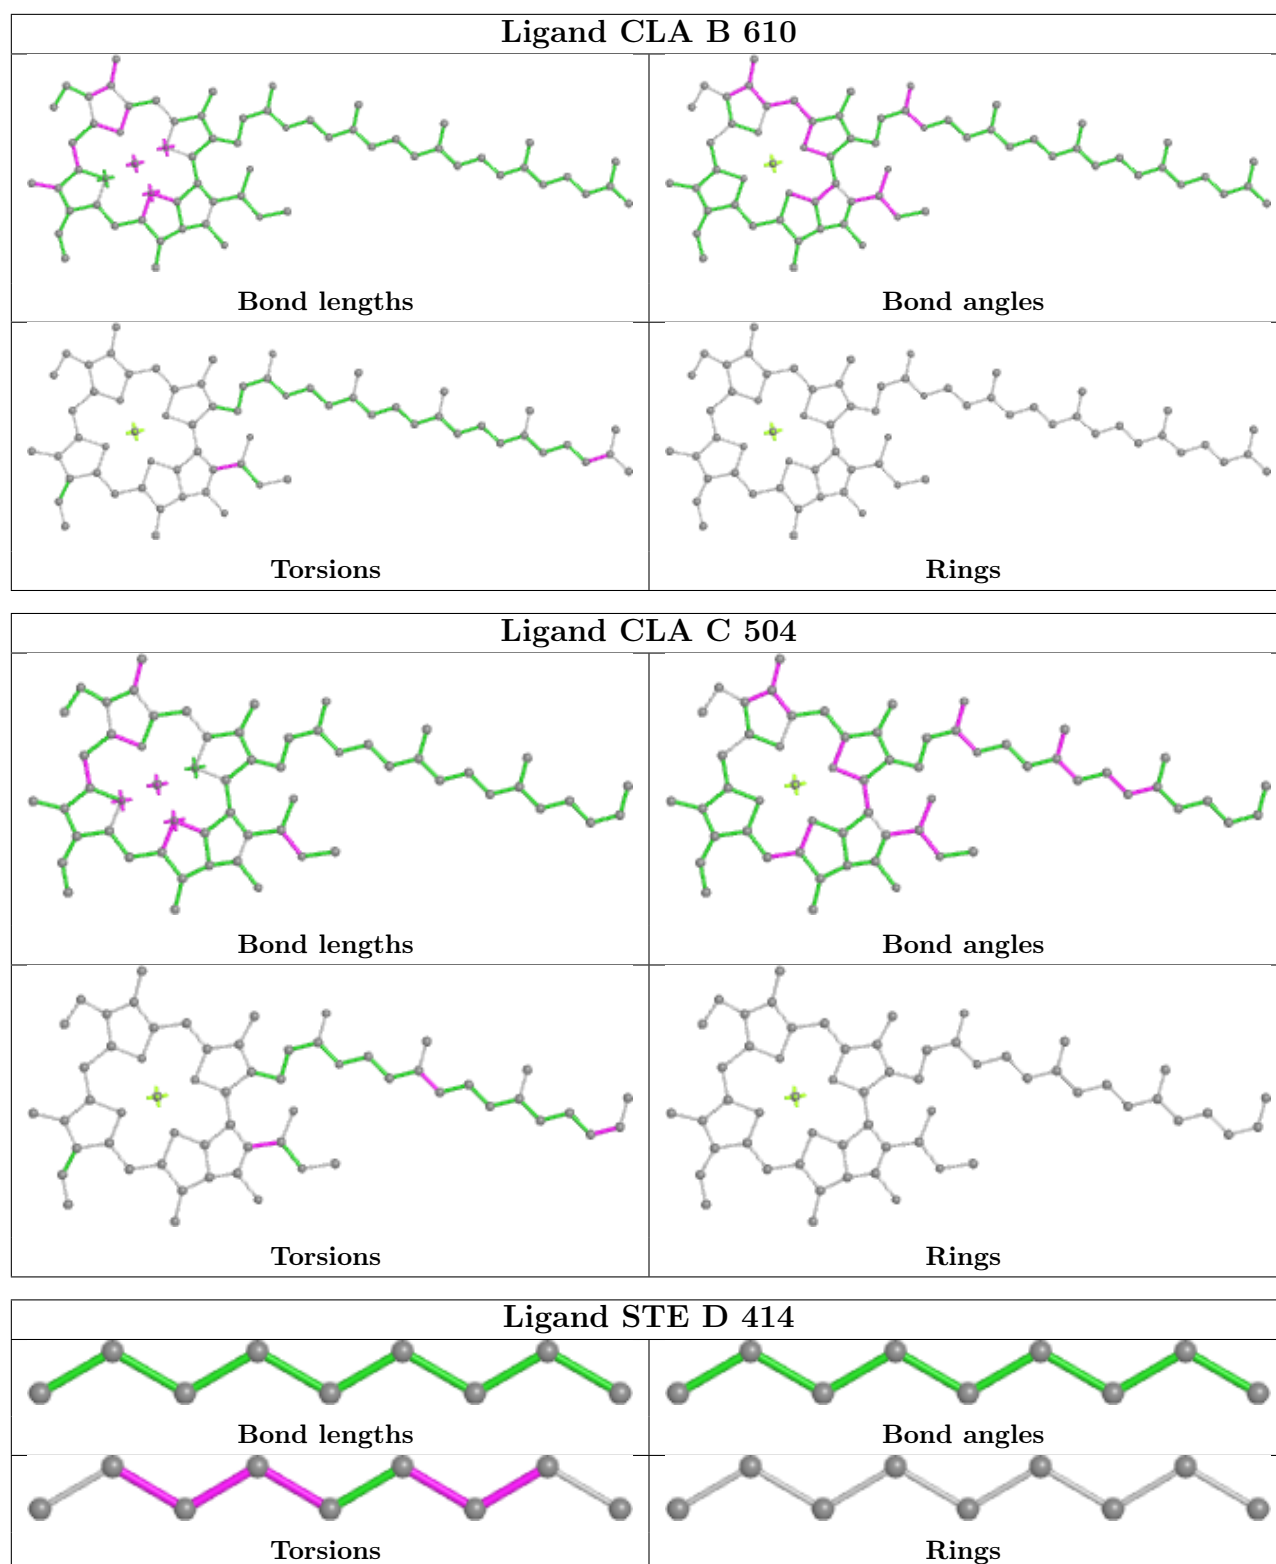 Ligand CLA B 610
Bond lengths
Bond angles
Torsions
Rings
Ligand CLA C 504
Bond lengths
Bond angles
Torsions
Rings
Ligand STE D 414
Bond lengths
Bond angles
Torsions
Rings